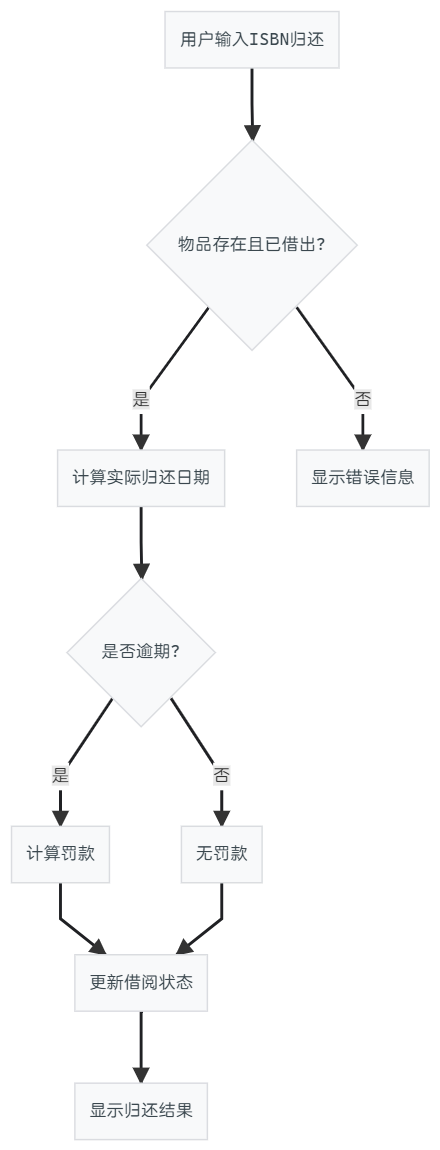 用户输入ISBN归还
物品存在且已借出?
是
否
计算实际归还日期
显示错误信息
是否逾期?
是
否
计算罚款
无罚款
更新借阅状态
显示归还结果